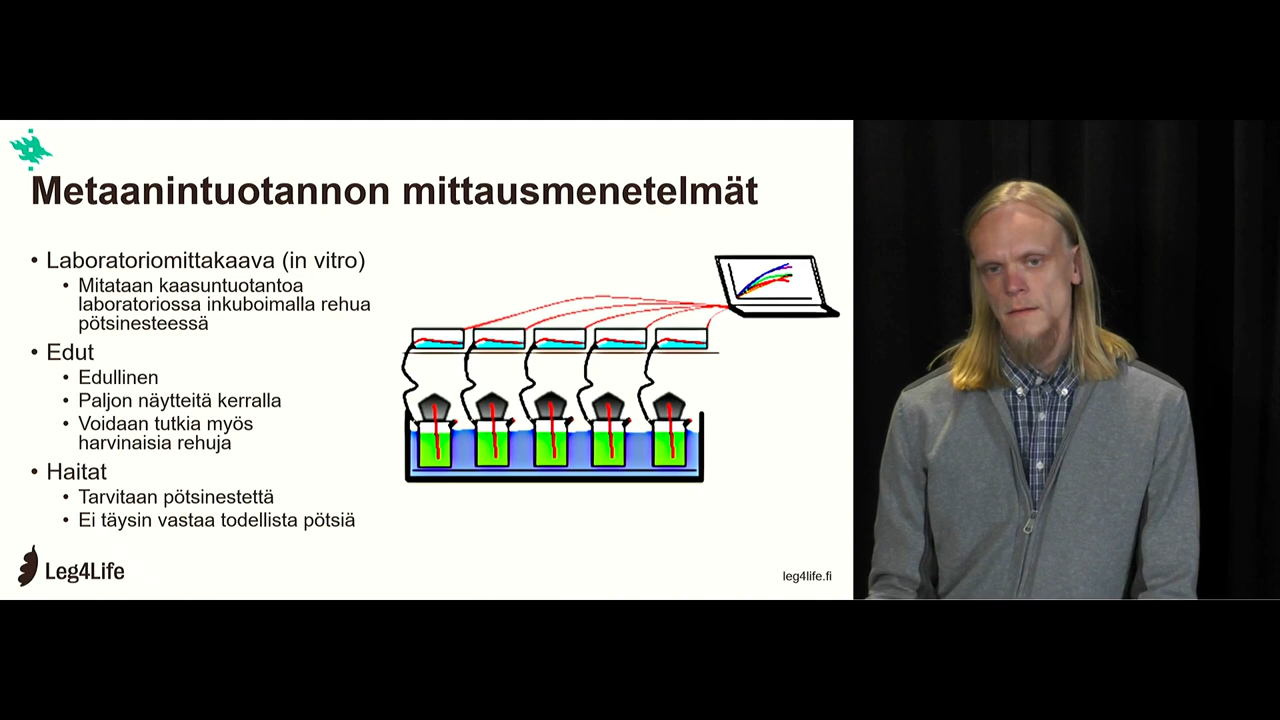 Metaanintuotannon mittausmenetelmät
• Laboratoriomittakaava (in vitro)
• Mitataan kaasuntuotantoa
laboratoriossa inkuboimalla rehua
pötsinesteessä
• Edut
• Edullinen
• Paljon näytteitä kerralla
• Voidaan tutkia myös
harvinaisia rehuja
• Haitat
• Tarvitaan pötsinestettä
• Ei täysin vastaa todellista pötsiä
Leg4Life
leg4life.fi